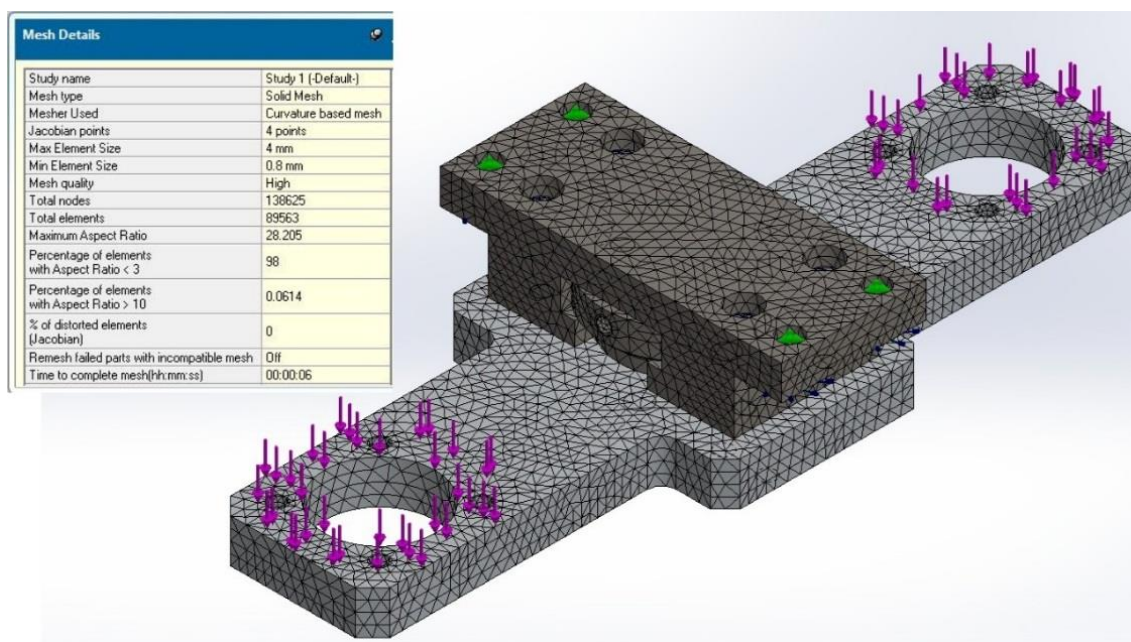 Mesh Details
Study name Study 1 (-Default-)
Mesh type Solid Mesh
Mesher Used Curvature based mesh
Jacobian points 4 points
Max Element Size 4 mm
Min Element Size 0.8 mm
Mesh quality High
Total nodes 138625
Total elements 89563
Maximum Aspect Ratio 28.205
Percentage of elements
with Aspect Ratio < 3 98
Percentage of elements
with Aspect Ratio > 10 0.0614
% of distorted elements
(Jacobian) 0
Remesh failed parts with incompatible mesh Off
Time to complete mesh(hh:mm:ss) 00:00:06